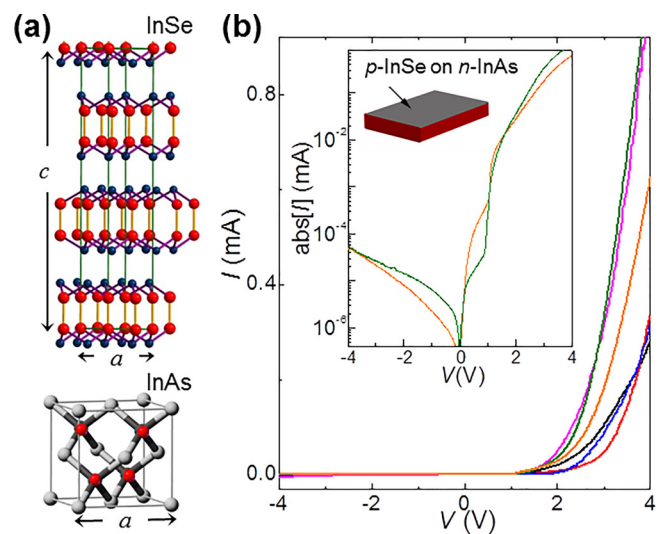 (a)
InSe
c
a
InAs
a
(b)
I (mA)
0.8
0.4
0.0
-4
-2
0
2
4
V (V)
p-InSe on n-InAs
abs[I] (mA)
10⁻²
10⁻⁴
10⁻⁶
-4
-2
0
2
4
V(V)